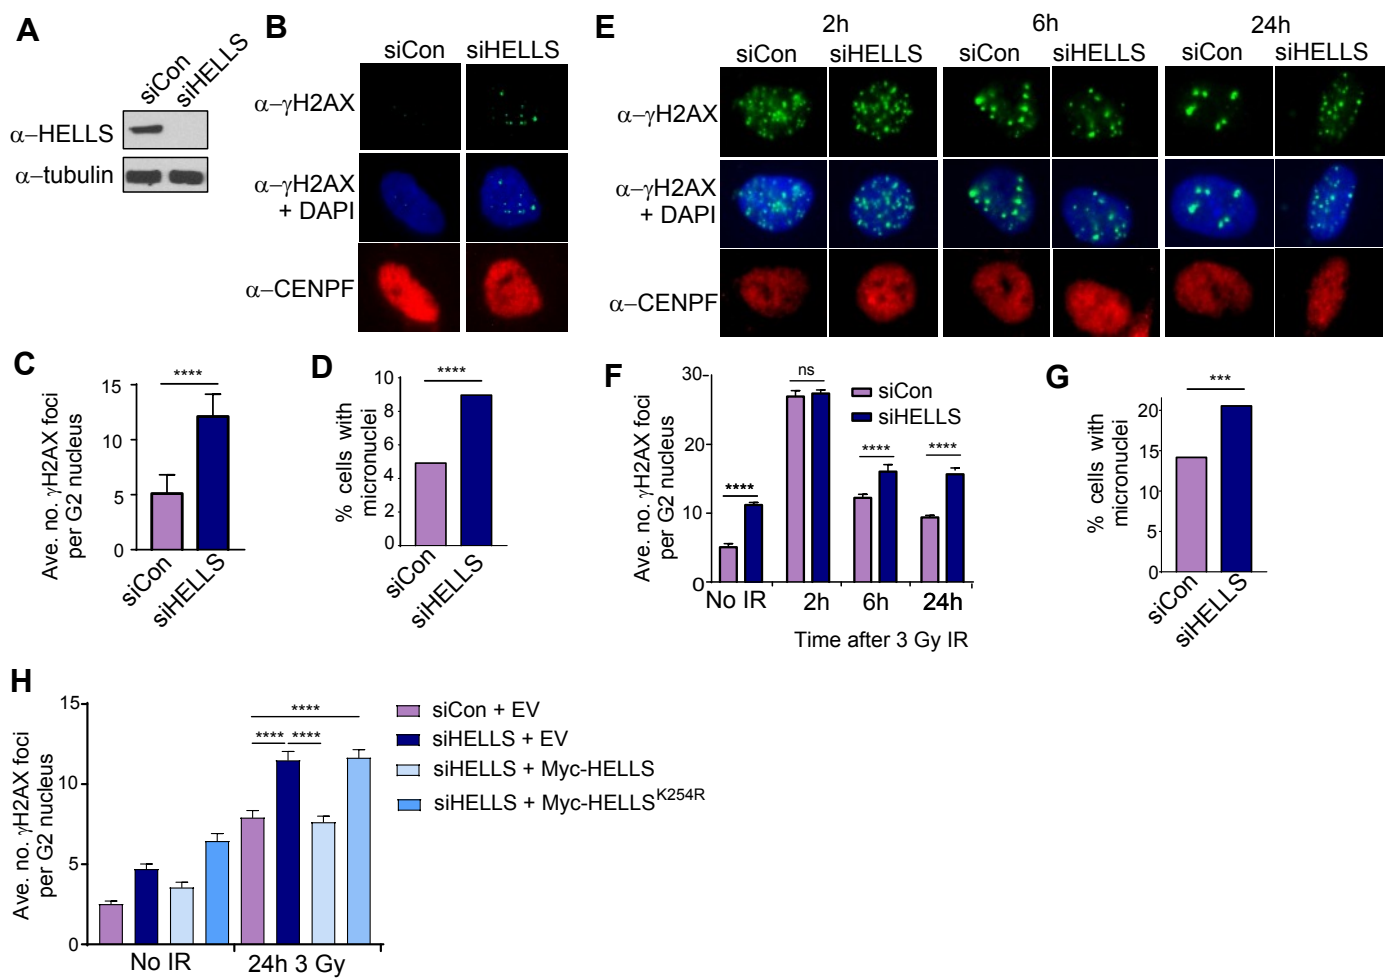 A
siCon
siHELLS
α–HELLS
α–tubulin
B
siCon siHELLS
α–γH2AX
α–γH2AX
+ DAPI
α–CENPF
E
2h 6h 24h
siCon siHELLS siCon siHELLS siCon siHELLS
α–γH2AX
α–γH2AX
+ DAPI
α–CENPF
C
Ave. no. γH2AX foci
per G2 nucleus
15
10
5
0
****
siCon
siHELLS
D
% cells with
micronuclei
10
8
6
4
2
0
****
siCon
siHELLS
F
Ave. no. γH2AX foci
per G2 nucleus
30
20
10
0
****
ns
****
****
siCon
siHELLS
No IR 2h 6h 24h
Time after 3 Gy IR
G
% cells with
micronuclei
20
15
10
15
0
***
siCon
siHELLS
H
Ave. no. γH2AX foci
per G2 nucleus
15
10
5
0
****
**** ****
No IR 24h 3 Gy
siCon + EV
siHELLS + EV
siHELLS + Myc-HELLS
siHELLS + Myc-HELLS^K254R